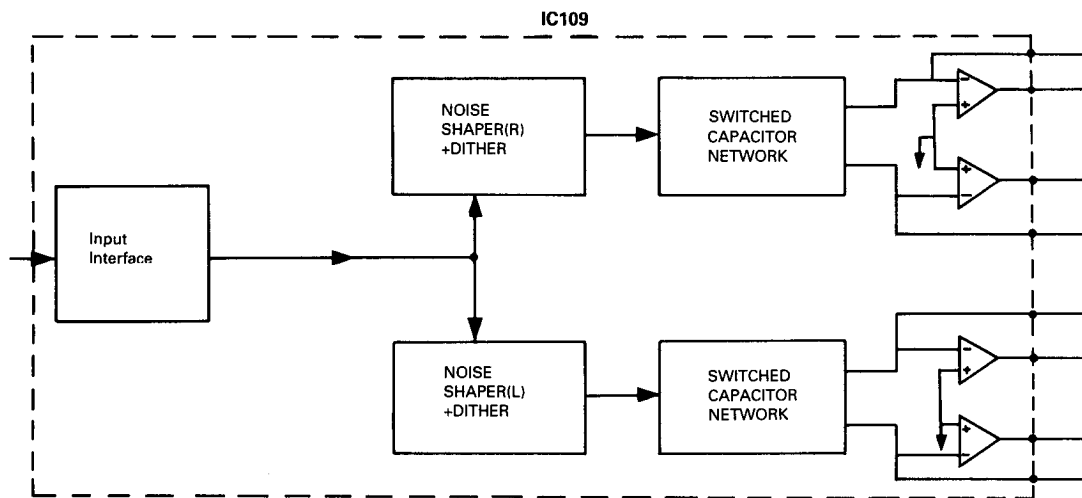 IC109
NOISE
SHAPER(R)
+DITHER
SWITCHED
CAPACITOR
NETWORK
−
+
+
−
Input
Interface
NOISE
SHAPER(L)
+DITHER
SWITCHED
CAPACITOR
NETWORK
−
+
+
−